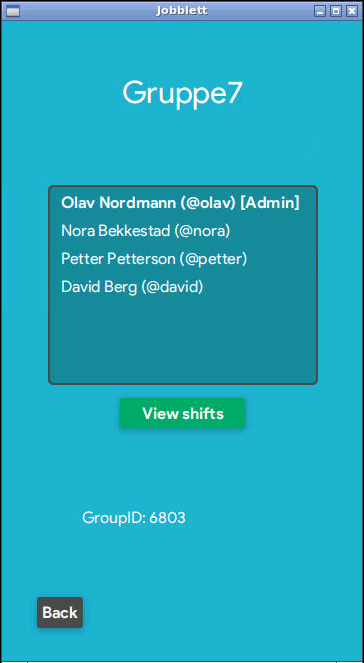 Jobblett
Gruppe7
Olav Nordmann (@olav) [Admin]
Nora Bekkestad (@nora)
Petter Petterson (@petter)
David Berg (@david)
View shifts
GroupID: 6803
Back